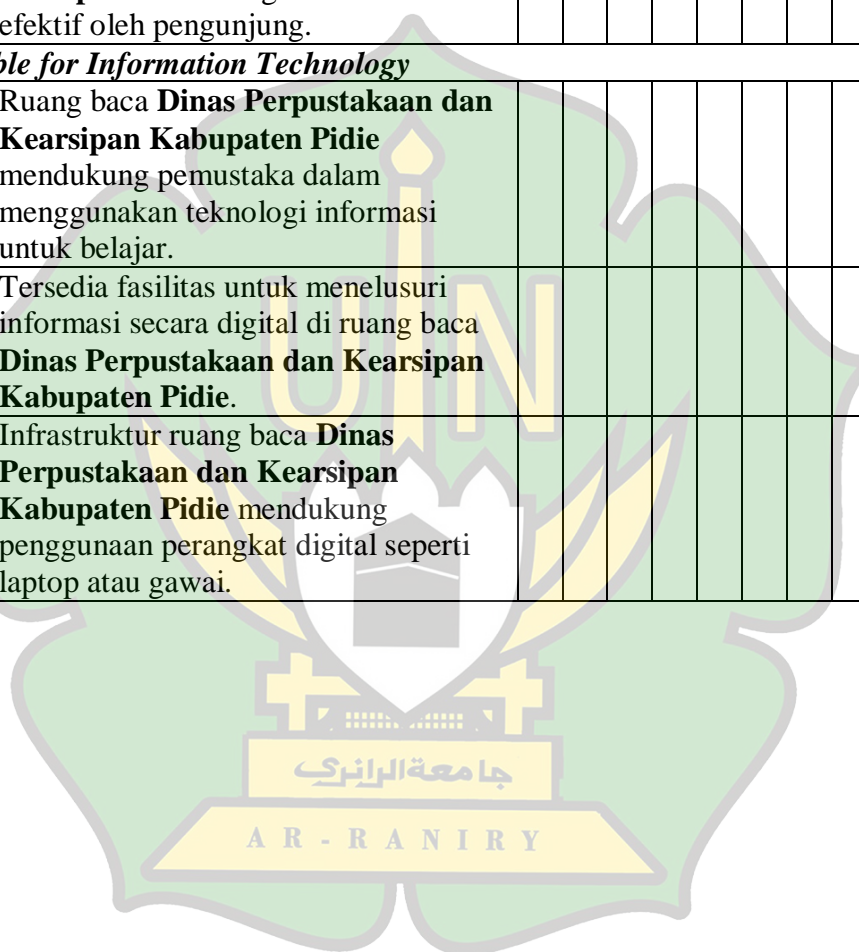 efektif oleh pengunjung.
ble for Information Technology
Ruang baca Dinas Perpustakaan dan
Kearsipan Kabupaten Pidie
mendukung pemustaka dalam
menggunakan teknologi informasi
untuk belajar.
Tersedia fasilitas untuk menelusuri
informasi secara digital di ruang baca
Dinas Perpustakaan dan Kearsipan
Kabupaten Pidie.
Infrastruktur ruang baca Dinas
Perpustakaan dan Kearsipan
Kabupaten Pidie mendukung
penggunaan perangkat digital seperti
laptop atau gawai.
UIN
جامعة الرانري
AR-RANIRY